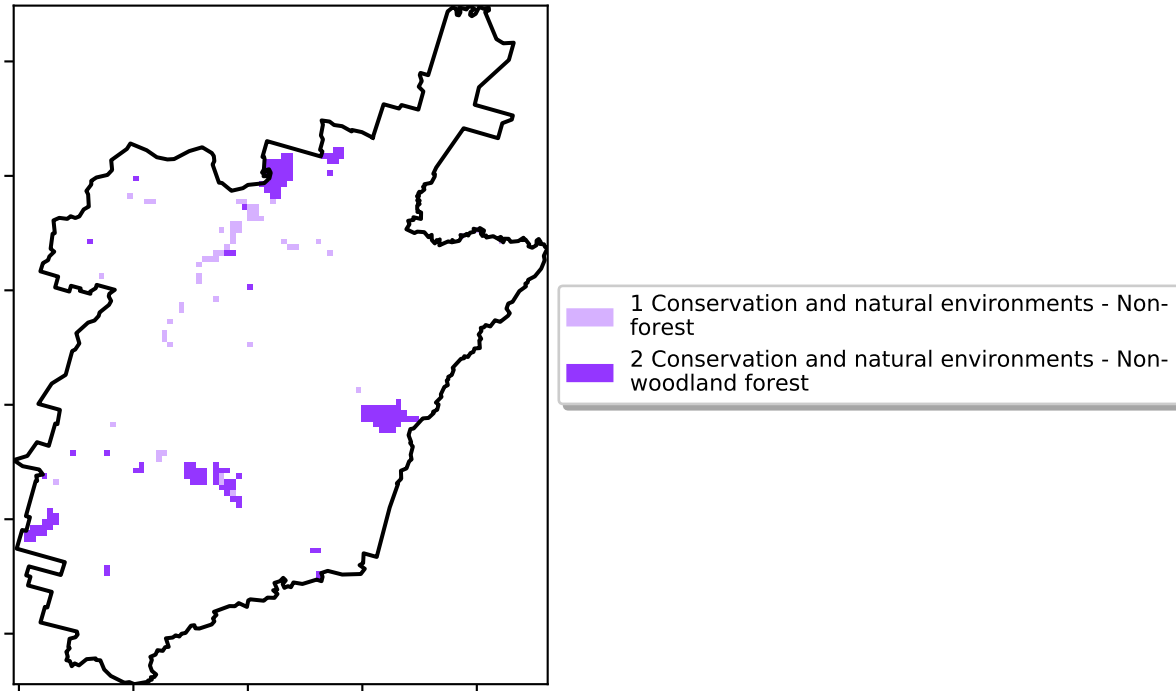 1 Conservation and natural environments - Non-
forest
2 Conservation and natural environments - Non-
woodland forest